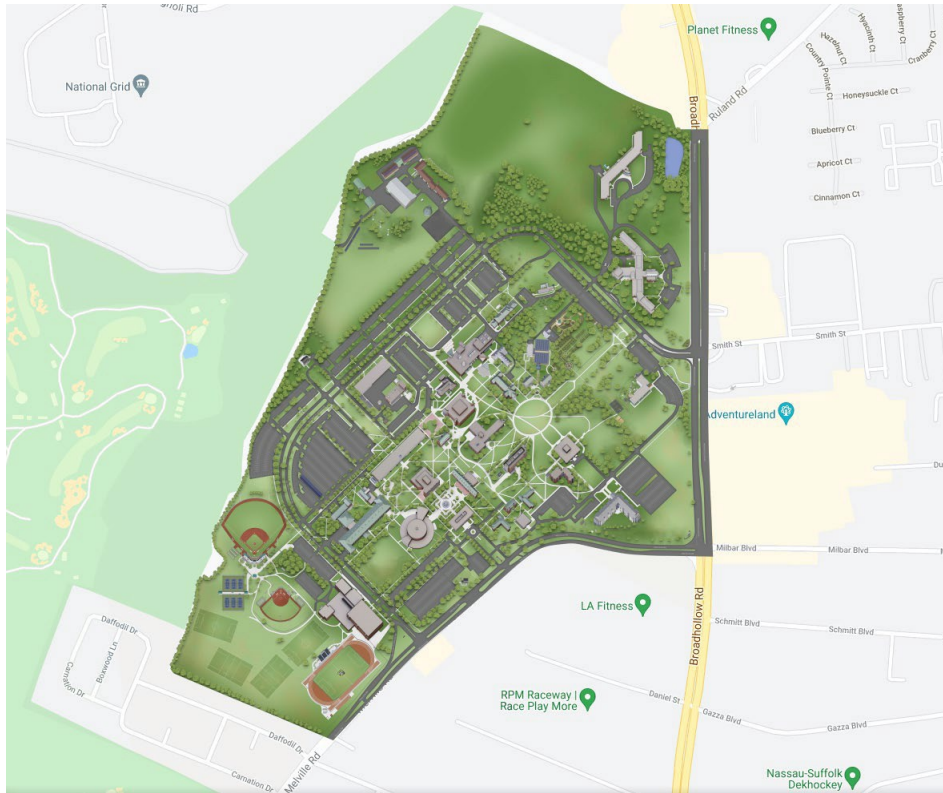 Planet Fitness
National Grid
Ruland Rd
Country Pointe Ct
Hazelnut Ct
Hyacinth Ct
Cranberry Ct
Honeysuckle Ct
Blueberry Ct
Apricot Ct
Cinnamon Ct
Smith St
Smith St
Adventureland
Milbar Blvd
Milbar Blvd
LA Fitness
Broadhollow Rd
Schmitt Blvd
Schmitt Blvd
Daffodil Dr
Boxwood Ln
Carnation Dr
RPM Raceway |
Race Play More
Daniel St
Gazza Blvd
Gazza Blvd
Daffodil Dr
Melville Rd
Carnation Dr
Nassau-Suffolk
Dekhockey